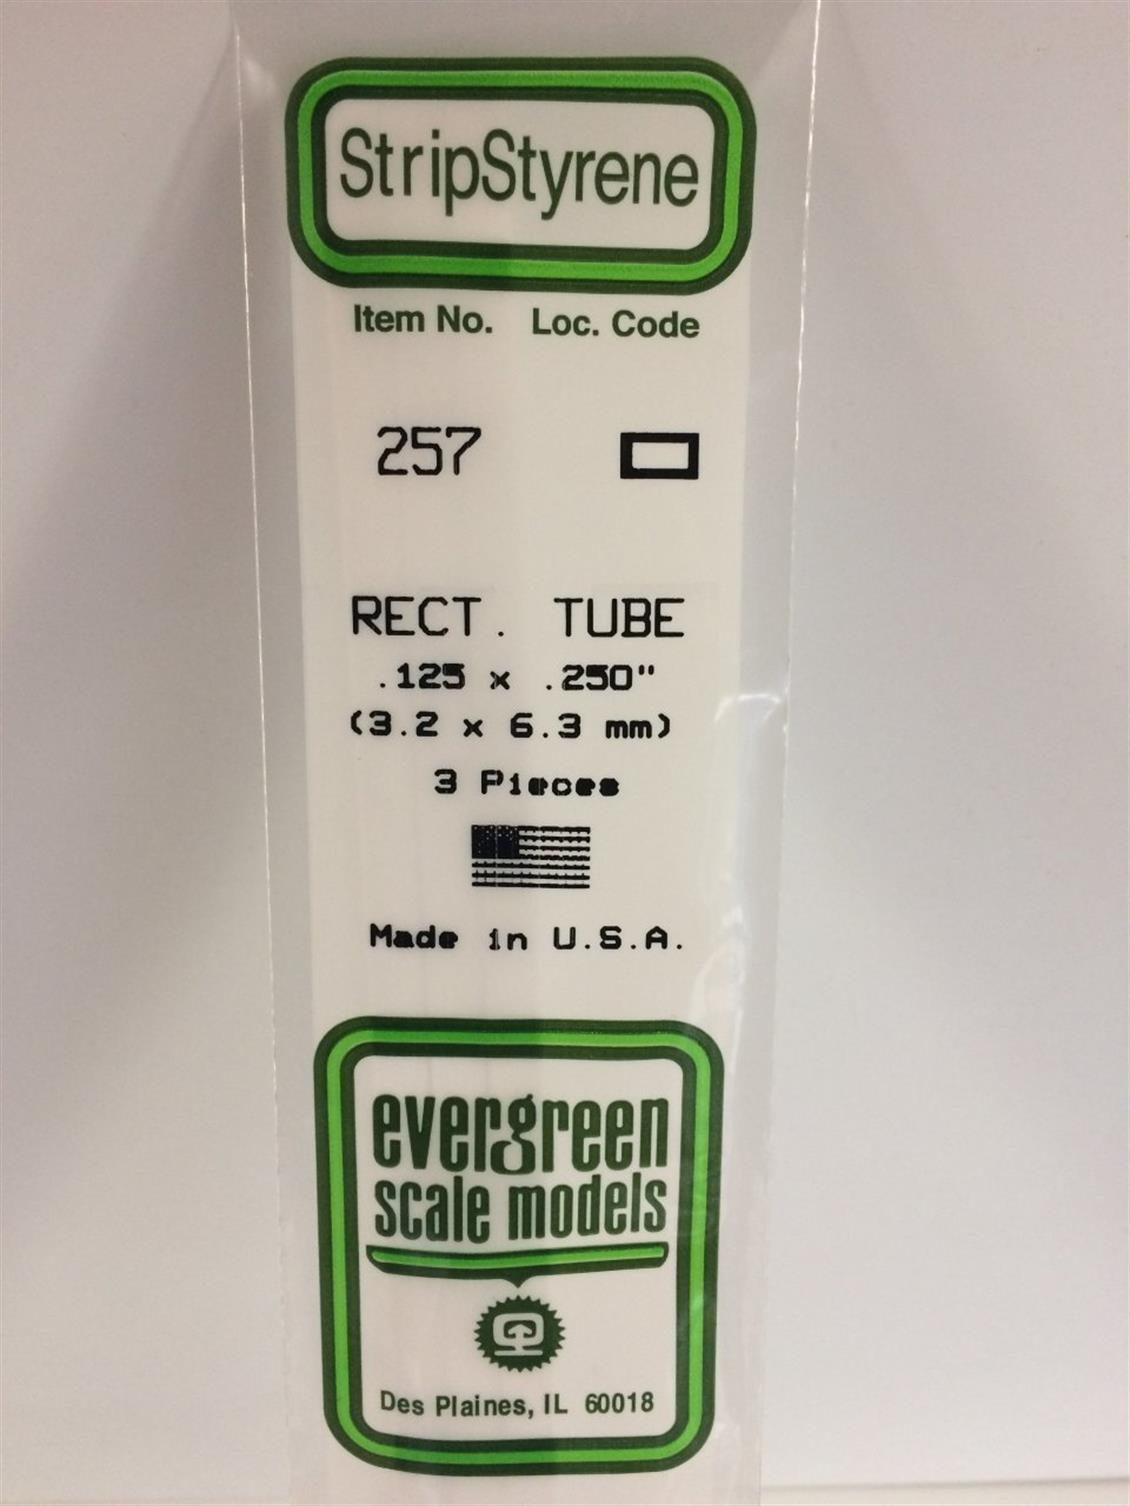 StripStyrene
Item No. Loc. Code
257
RECT. TUBE
.125 x .250"
(3.2 x 6.3 mm)
3 Pieces
Made in U.S.A.
evergreen
scale models
Des Plaines, IL 60018